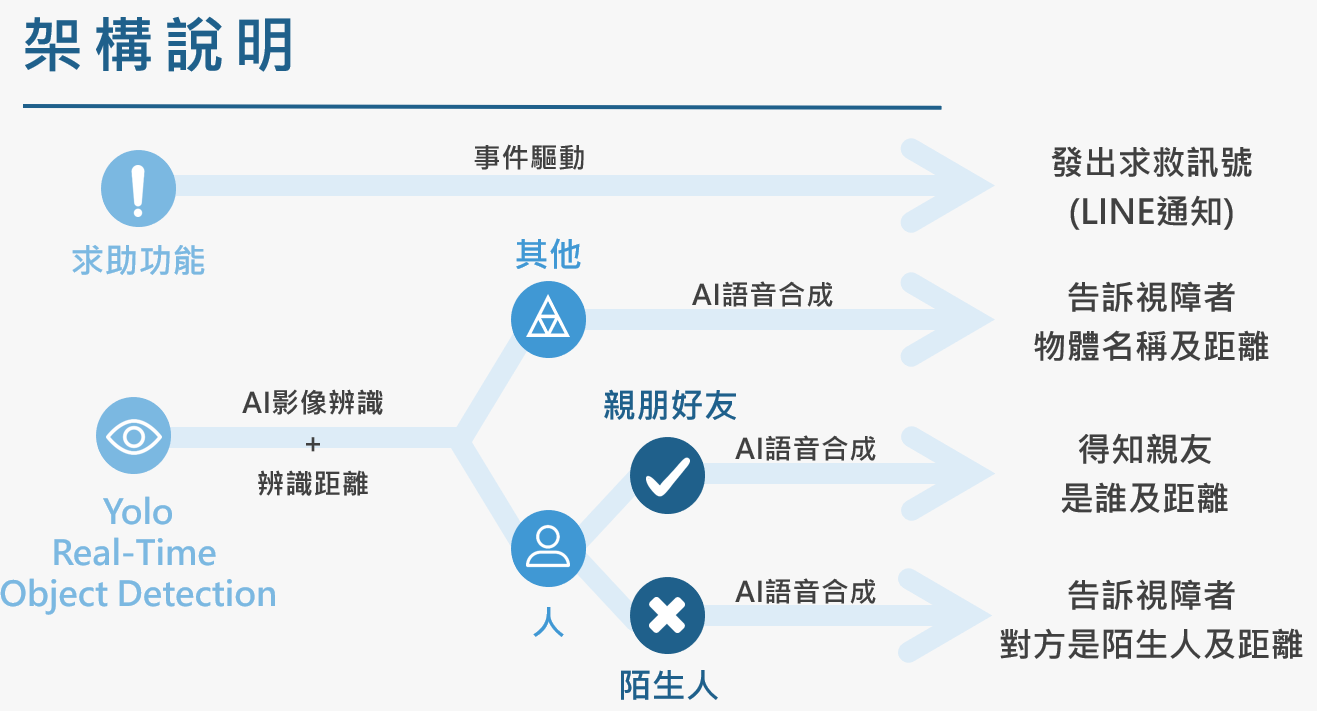 架構說明
事件驅動
發出求救訊號
(LINE通知)
求助功能
其他
AI語音合成
告訴視障者
物體名稱及距離
AI影像辨識
+
辨識距離
Yolo
Real-Time
Object Detection
親朋好友
AI語音合成
得知親友
是誰及距離
人
AI語音合成
告訴視障者
對方是陌生人及距離
陌生人